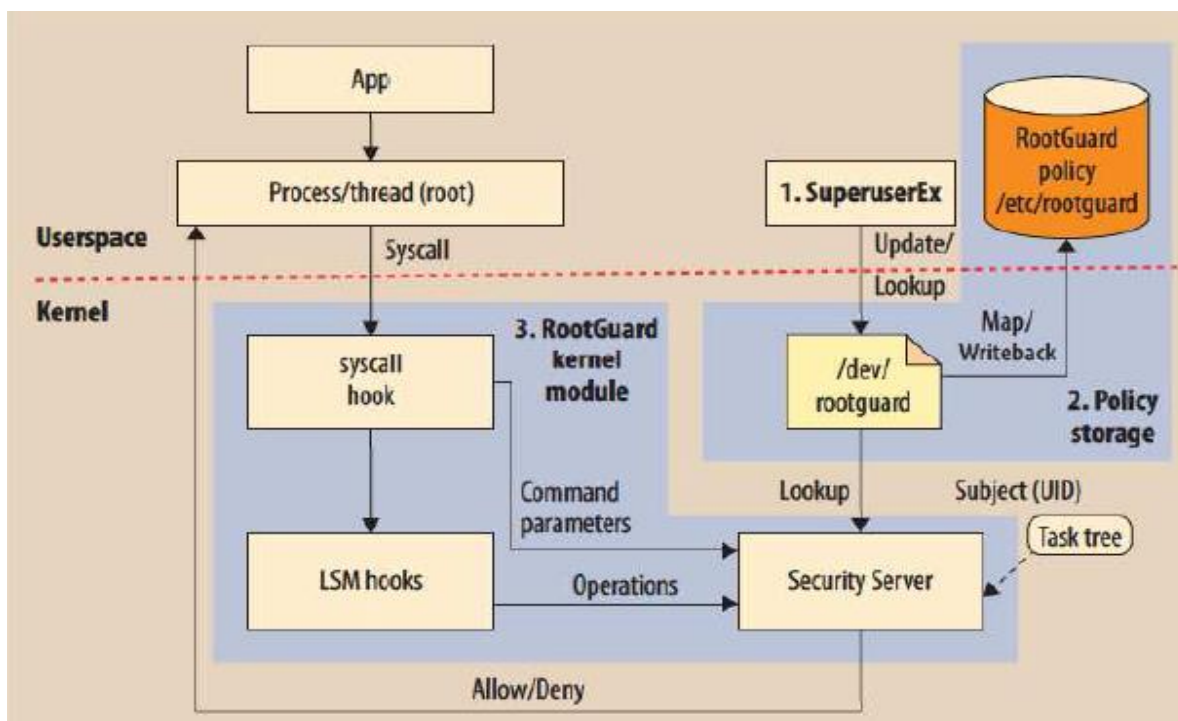 App
Process/thread (root)
Userspace
Syscall
1. SuperuserEx
Update/
Lookup
RootGuard
policy
/etc/rootguard
Kernel
3. RootGuard
kernel
module
syscall
hook
Map/
Writeback
/dev/
rootguard
2. Policy
storage
Command
parameters
Lookup
Subject (UID)
Task tree
LSM hooks
Operations
Security Server
Allow/Deny